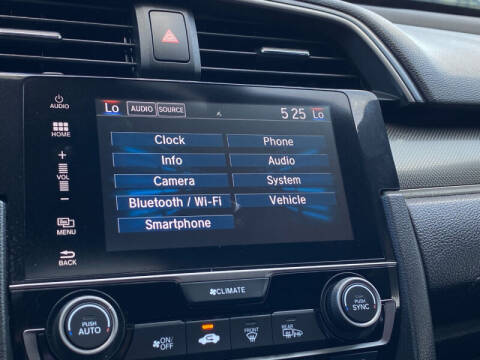 AUDIO
Lo AUDIO SOURCE 5:25 Lo
HOME
Clock Phone
Info Audio
+
VOL
-
Camera System
Bluetooth / Wi-Fi Vehicle
MENU
Smartphone
BACK
CLIMATE
PUSH AUTO
ON/OFF
FRONT
REAR
PUSH SYNC